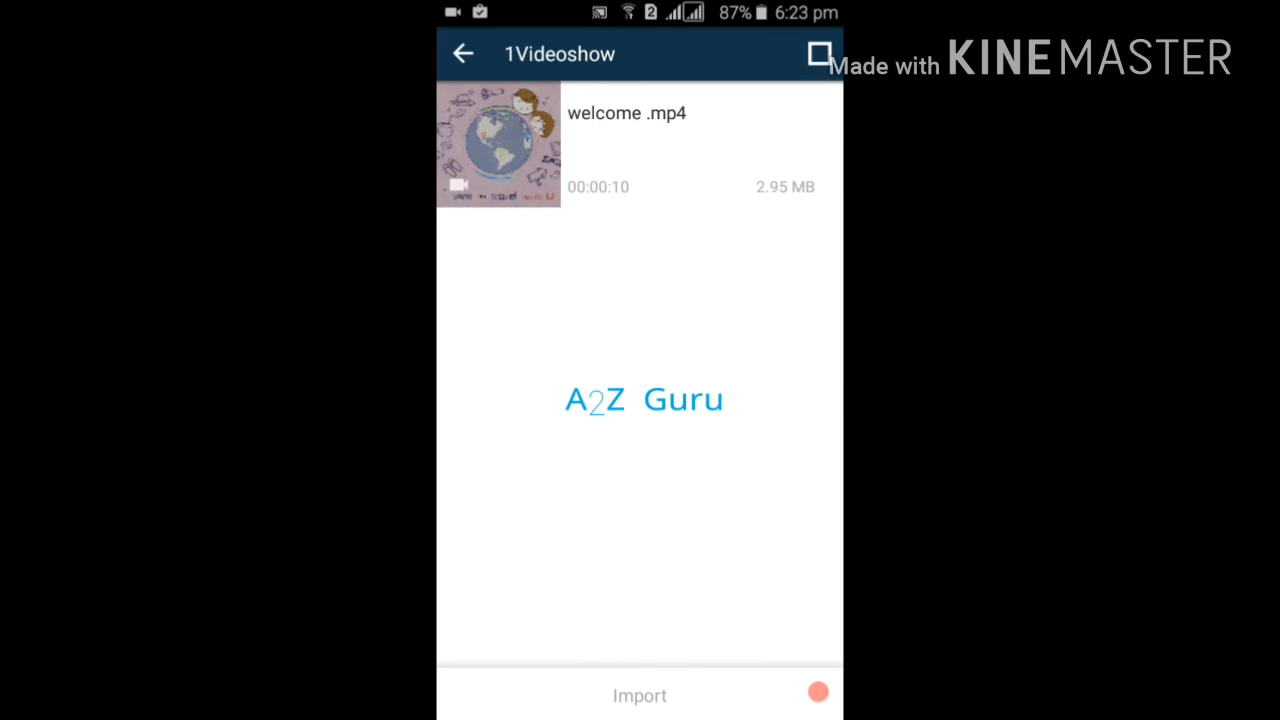 2 87% 6:23 pm
1Videoshow
Made with KINEMASTER
welcome .mp4
00:00:10 2.95 MB
A2Z Guru
Import